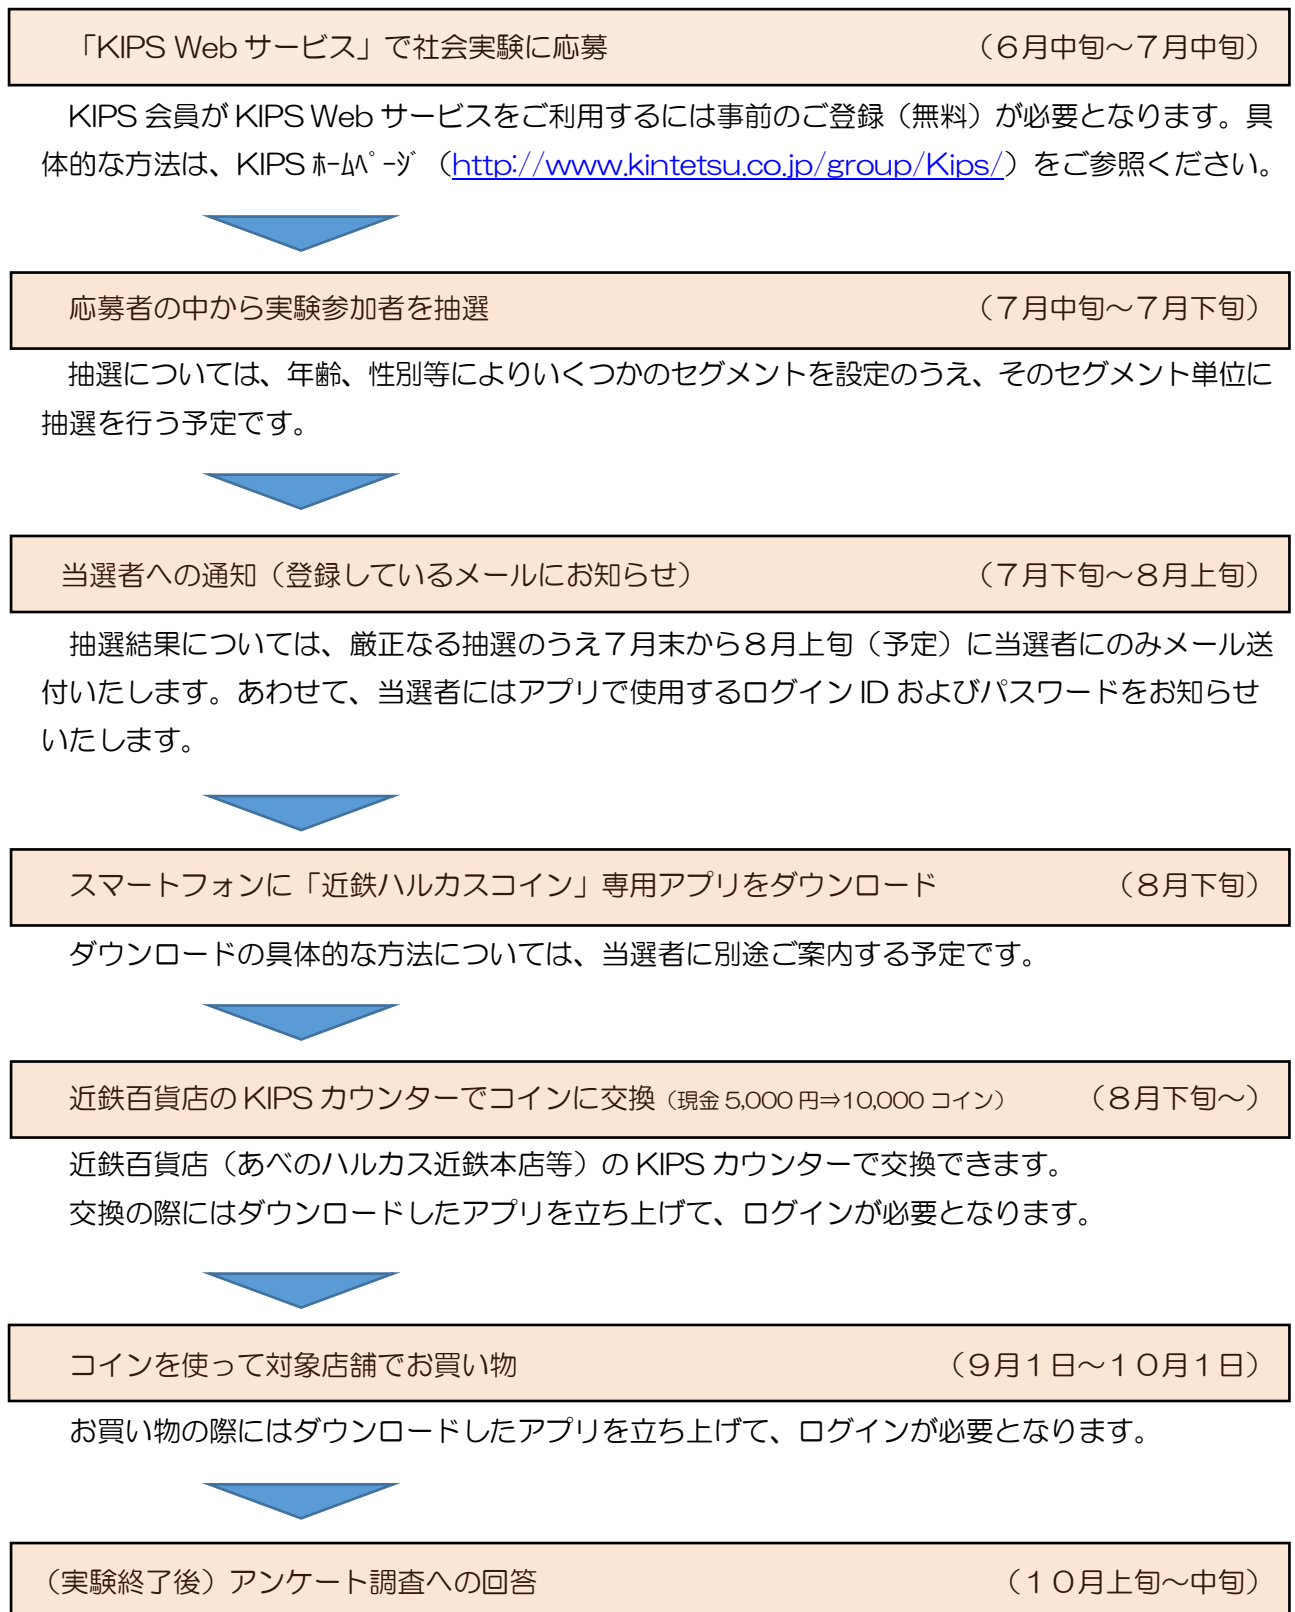 「KIPS Web サービス」で社会実験に応募 （６月中旬～７月中旬）
KIPS 会員が KIPS Web サービスをご利用するには事前のご登録（無料）が必要となります。具
体的な方法は、KIPS ﾎｰﾑﾍﾟｰｼﾞ（http://www.kintetsu.co.jp/group/Kips/）をご参照ください。
応募者の中から実験参加者を抽選 （７月中旬～７月下旬）
抽選については、年齢、性別等によりいくつかのセグメントを設定のうえ、そのセグメント単位に
抽選を行う予定です。
当選者への通知（登録しているメールにお知らせ） （７月下旬～８月上旬）
抽選結果については、厳正なる抽選のうえ７月末から８月上旬（予定）に当選者にのみメール送
付いたします。あわせて、当選者にはアプリで使用するログイン ID およびパスワードをお知らせ
いたします。
スマートフォンに「近鉄ハルカスコイン」専用アプリをダウンロード （８月下旬）
ダウンロードの具体的な方法については、当選者に別途ご案内する予定です。
近鉄百貨店の KIPS カウンターでコインに交換（現金 5,000 円⇒10,000 コイン） （８月下旬～）
近鉄百貨店（あべのハルカス近鉄本店等）の KIPS カウンターで交換できます。
交換の際にはダウンロードしたアプリを立ち上げて、ログインが必要となります。
コインを使って対象店舗でお買い物 （９月１日～１０月１日）
お買い物の際にはダウンロードしたアプリを立ち上げて、ログインが必要となります。
（実験終了後）アンケート調査への回答 （１０月上旬～中旬）